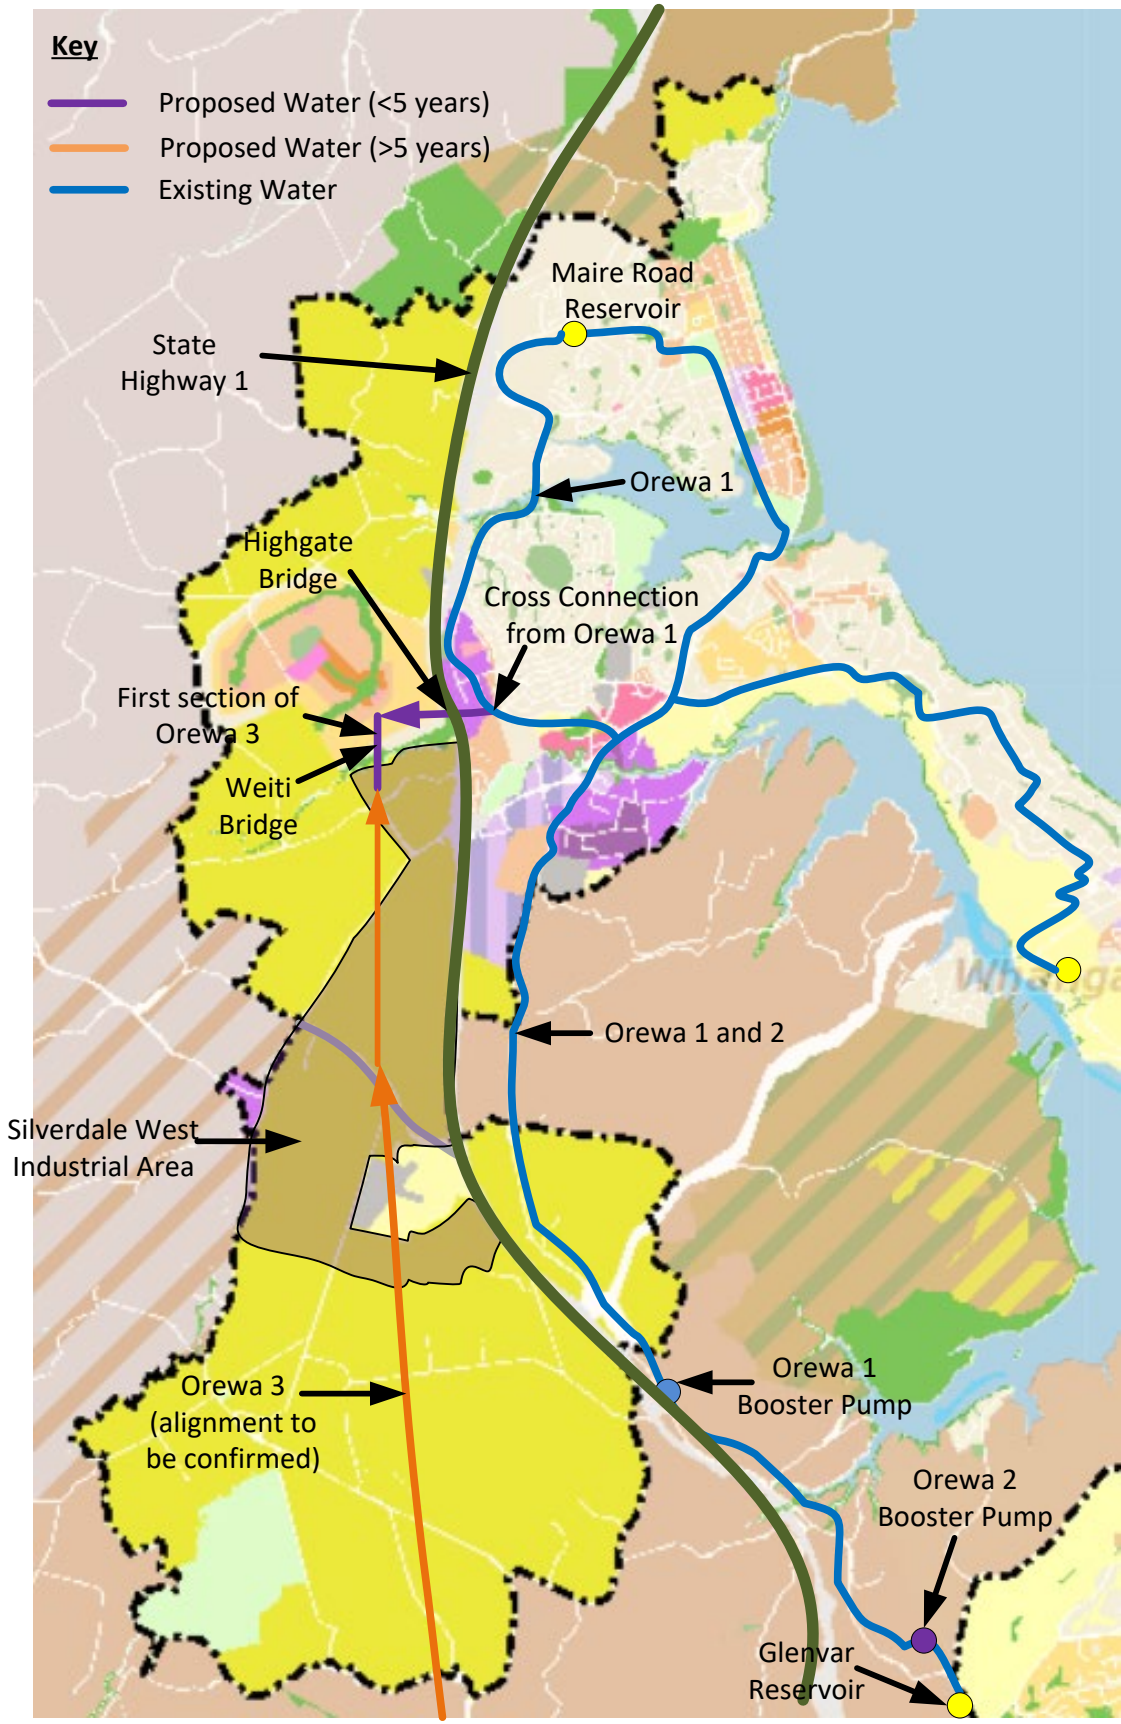 Key
Proposed Water (<5 years)
Proposed Water (>5 years)
Existing Water
Maire Road
Reservoir
State
Highway 1
Orewa 1
Highgate
Bridge
Cross Connection
from Orewa 1
First section of
Orewa 3
Weiti
Bridge
Whanga
Orewa 1 and 2
Silverdale West
Industrial Area
Orewa 3
(alignment to
be confirmed)
Orewa 1
Booster Pump
Orewa 2
Booster Pump
Glenvar
Reservoir